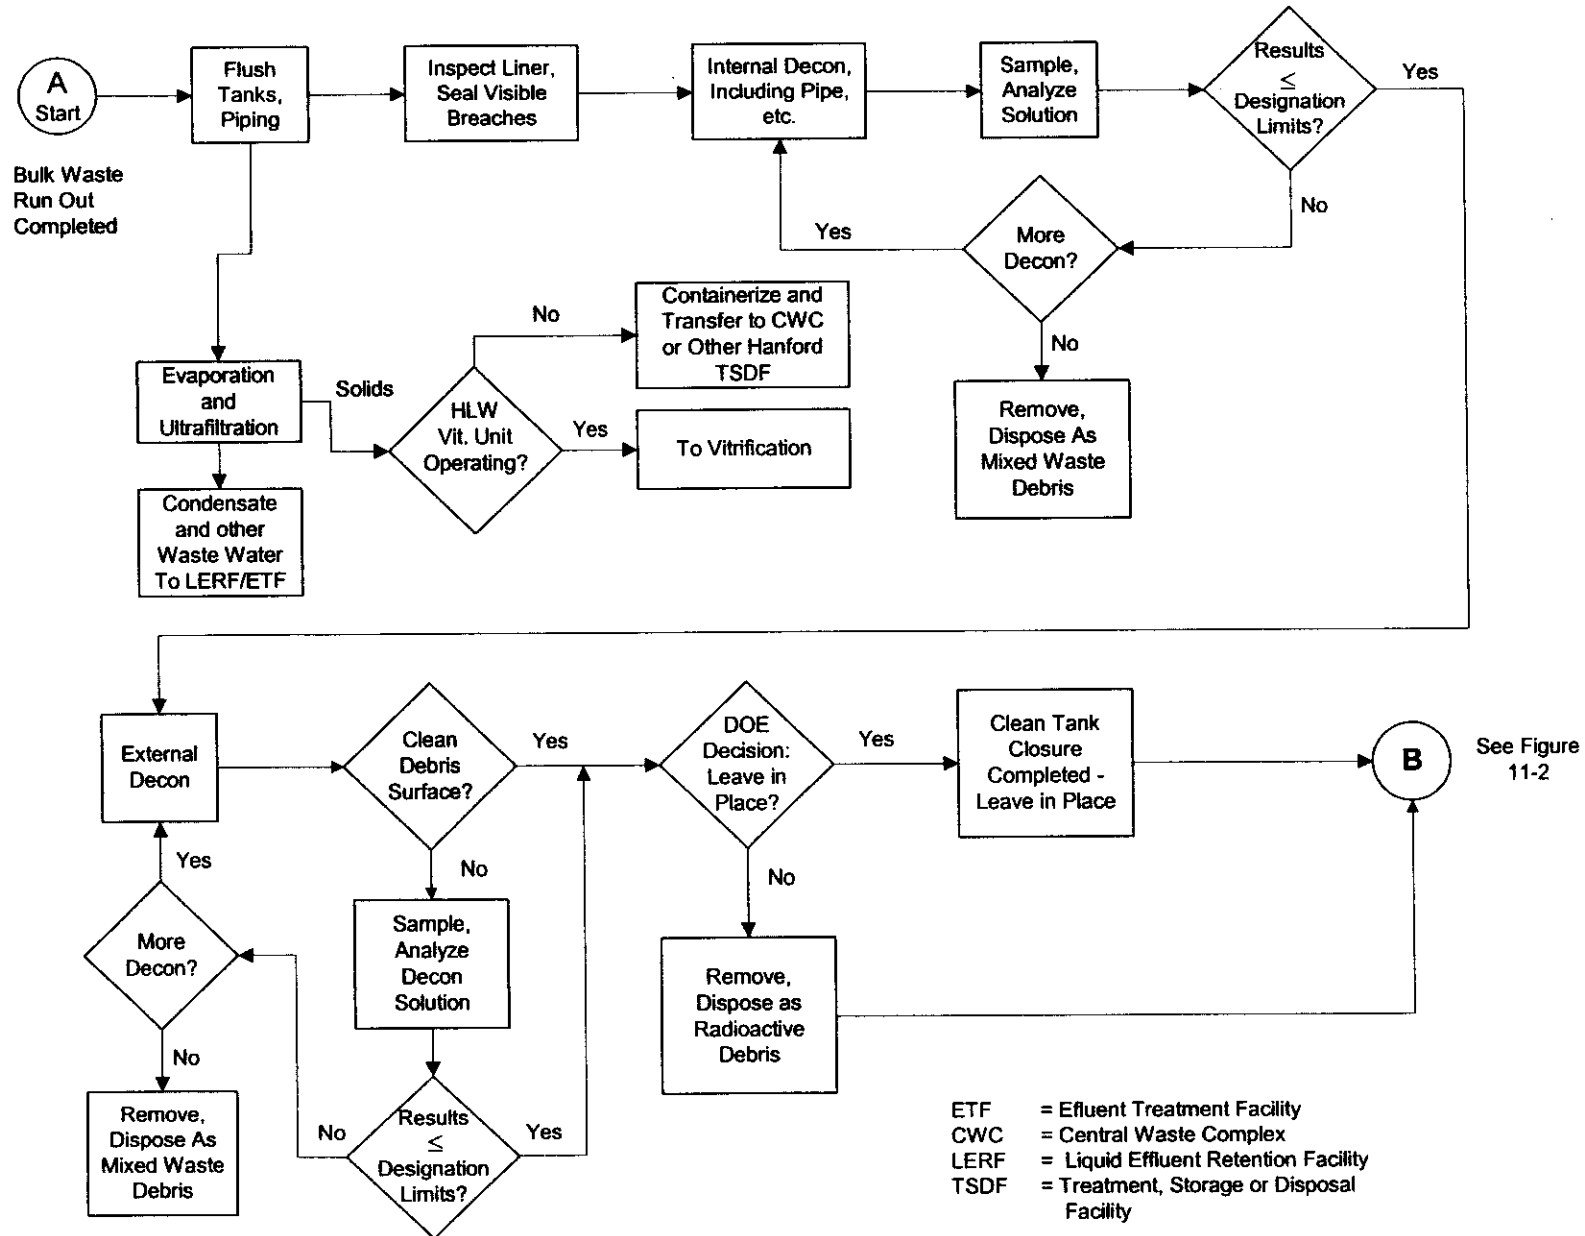 A
Start
Bulk Waste
Run Out
Completed
Flush
Tanks,
Piping
Inspect Liner,
Seal Visible
Breaches
Internal Decon,
Including Pipe,
etc.
Sample,
Analyze
Solution
Results
≤
Designation
Limits?
Yes
No
More
Decon?
Yes
No
Remove,
Dispose As
Mixed Waste
Debris
Evaporation
and
Ultrafiltration
Solids
HLW
Vit. Unit
Operating?
No
Containerize and
Transfer to CWC
or Other Hanford
TSDF
Yes
To Vitrification
Condensate
and other
Waste Water
To LERF/ETF
External
Decon
Clean
Debris
Surface?
Yes
No
DOE
Decision:
Leave in
Place?
Yes
No
Clean Tank
Closure
Completed -
Leave in Place
B
See Figure
11-2
Sample,
Analyze
Decon
Solution
Results
≤
Designation
Limits?
Yes
No
More
Decon?
Yes
No
Remove,
Dispose As
Mixed Waste
Debris
Remove,
Dispose as
Radioactive
Debris
ETF = Efluent Treatment Facility
CWC = Central Waste Complex
LERF = Liquid Effluent Retention Facility
TSDF = Treatment, Storage or Disposal
Facility